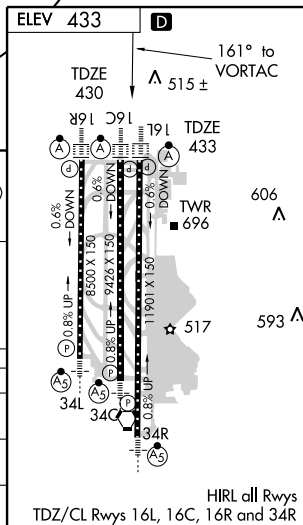 ELEV 433
D
161° to
VORTAC
TDZE
430
515 ±
16R
16C
16L
TDZE
433
A
A
A
P
P
P
0.6%
DOWN
0.6%
DOWN
0.6%
DOWN
TWR
696
606
8500 X 150
9426 X 150
11901 X 150
0.8% UP
0.8% UP
0.8% UP
517
593
P
P
P
A5
A5
34L
34C
34R
A5
HIRL all Rwys
TDZ/CL Rwys 16L, 16C, 16R and 34R